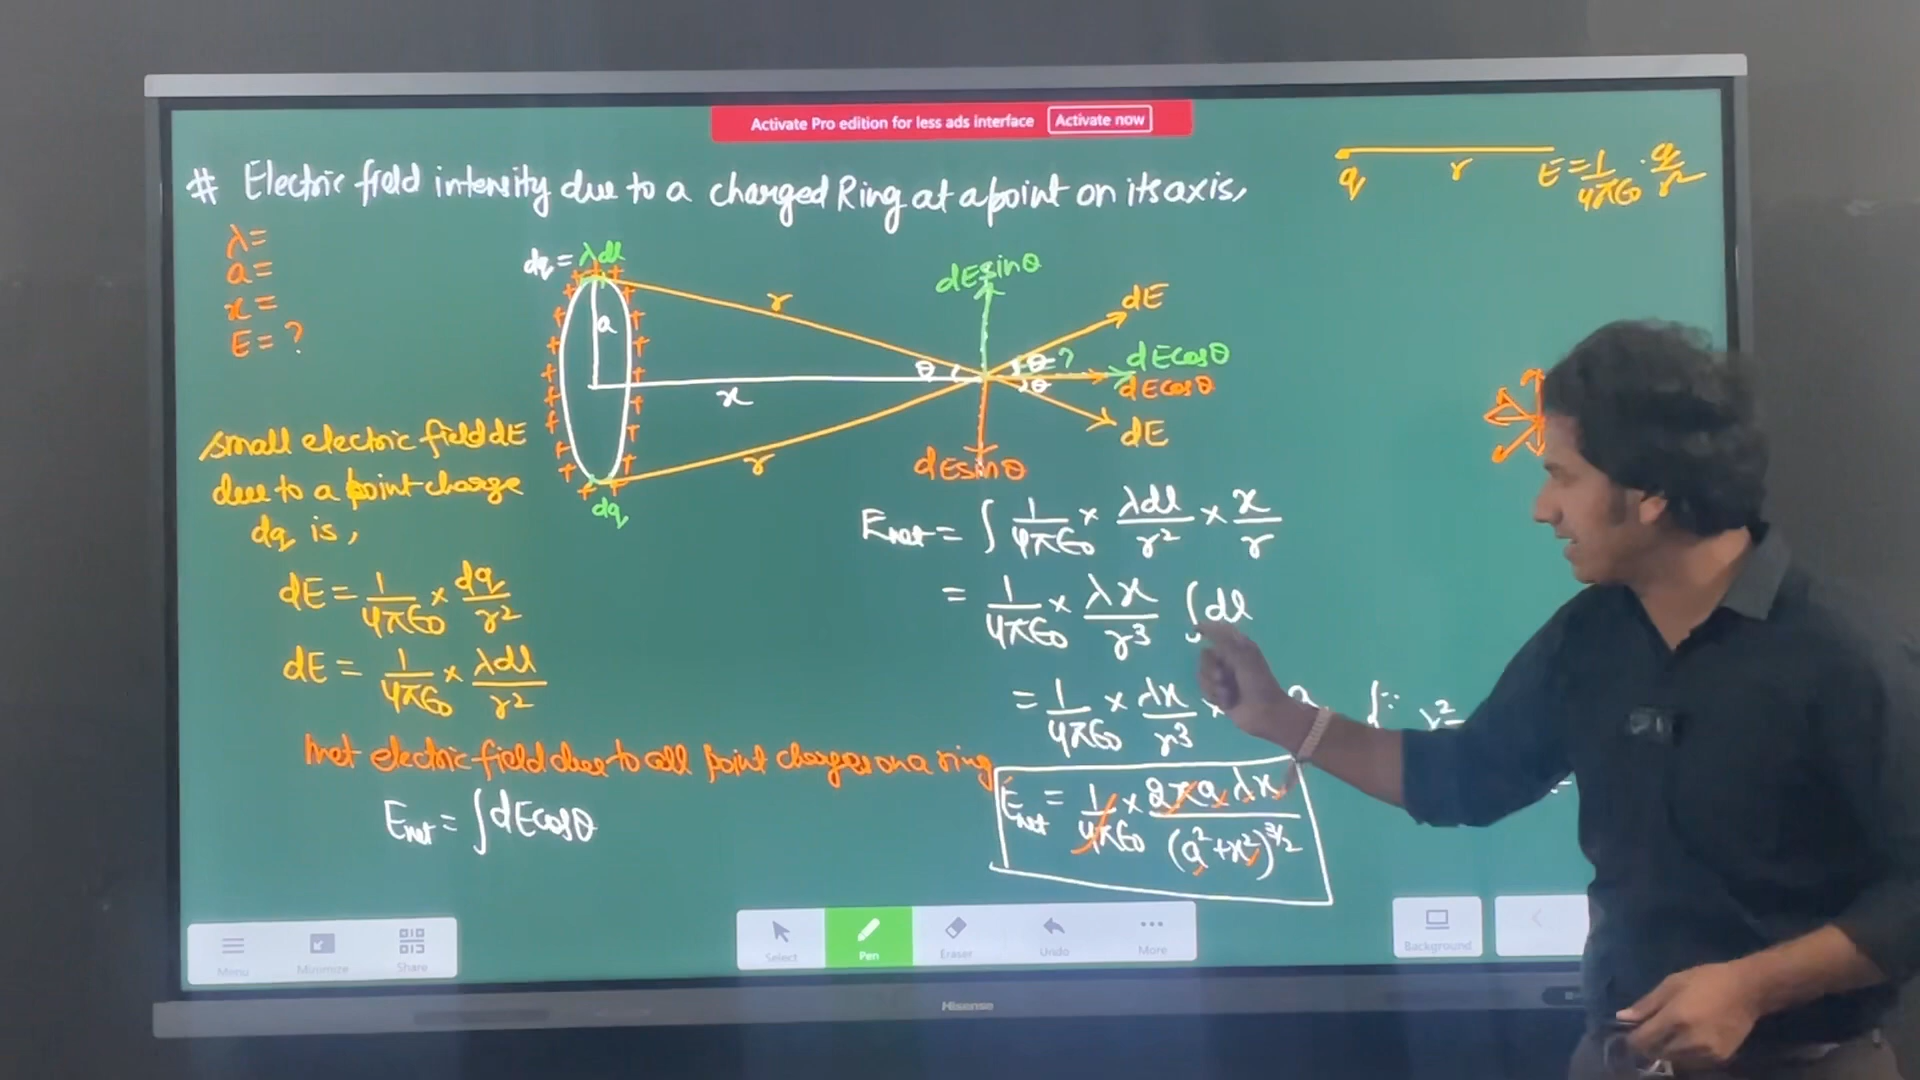 Activate Pro edition for less ads interface Activate now
# Electric field intensity due to a charged Ring at a point on its axis,
q r E = 1/4πε₀ · q/r²
λ =
a =
x =
E = ?
dq = λdl
a
r
x
r
dq
θ
dEsinθ
dE
θ ?
θ
dEcosθ
dEcosθ
dE
dEsinθ
small electric field dE
due to a point charge
dq is,
dE = 1/4πε₀ × dq/r²
dE = 1/4πε₀ × λdl/r²
net electric field due to all point charges on a ring
E_net = ∫ dEcosθ
E_net = ∫ 1/4πε₀ × λdl/r² × x/r
= 1/4πε₀ × λx/r³ ∫dl
= 1/4πε₀ × λx/r³ ×
E_net = 1/4πε₀ × 2πaλx/(a²+x²)^3/2
Menu
Minimize
Share
Select
Pen
Eraser
Undo
More
Background
Hisense